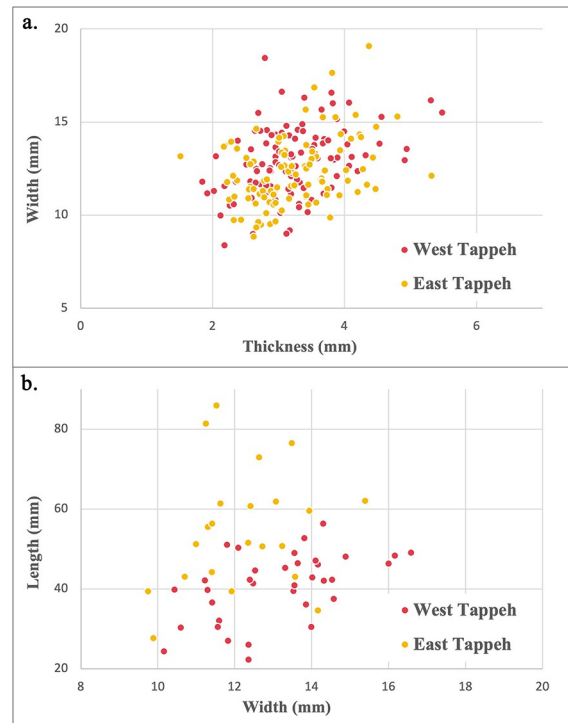 a.
20
15
10
5
0
2
4
6
Width (mm)
Thickness (mm)
West Tappeh
East Tappeh
b.
80
60
40
20
8
10
12
14
16
18
20
Length (mm)
Width (mm)
West Tappeh
East Tappeh